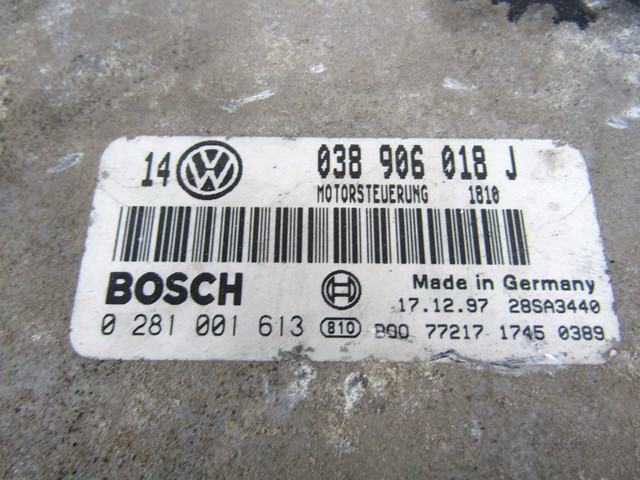 14 VW 038 906 018 J
MOTORSTEUERUNG 1810
BOSCH Made in Germany
17.12.97 28SA3440
0 281 001 613 810 77217 1745 0389